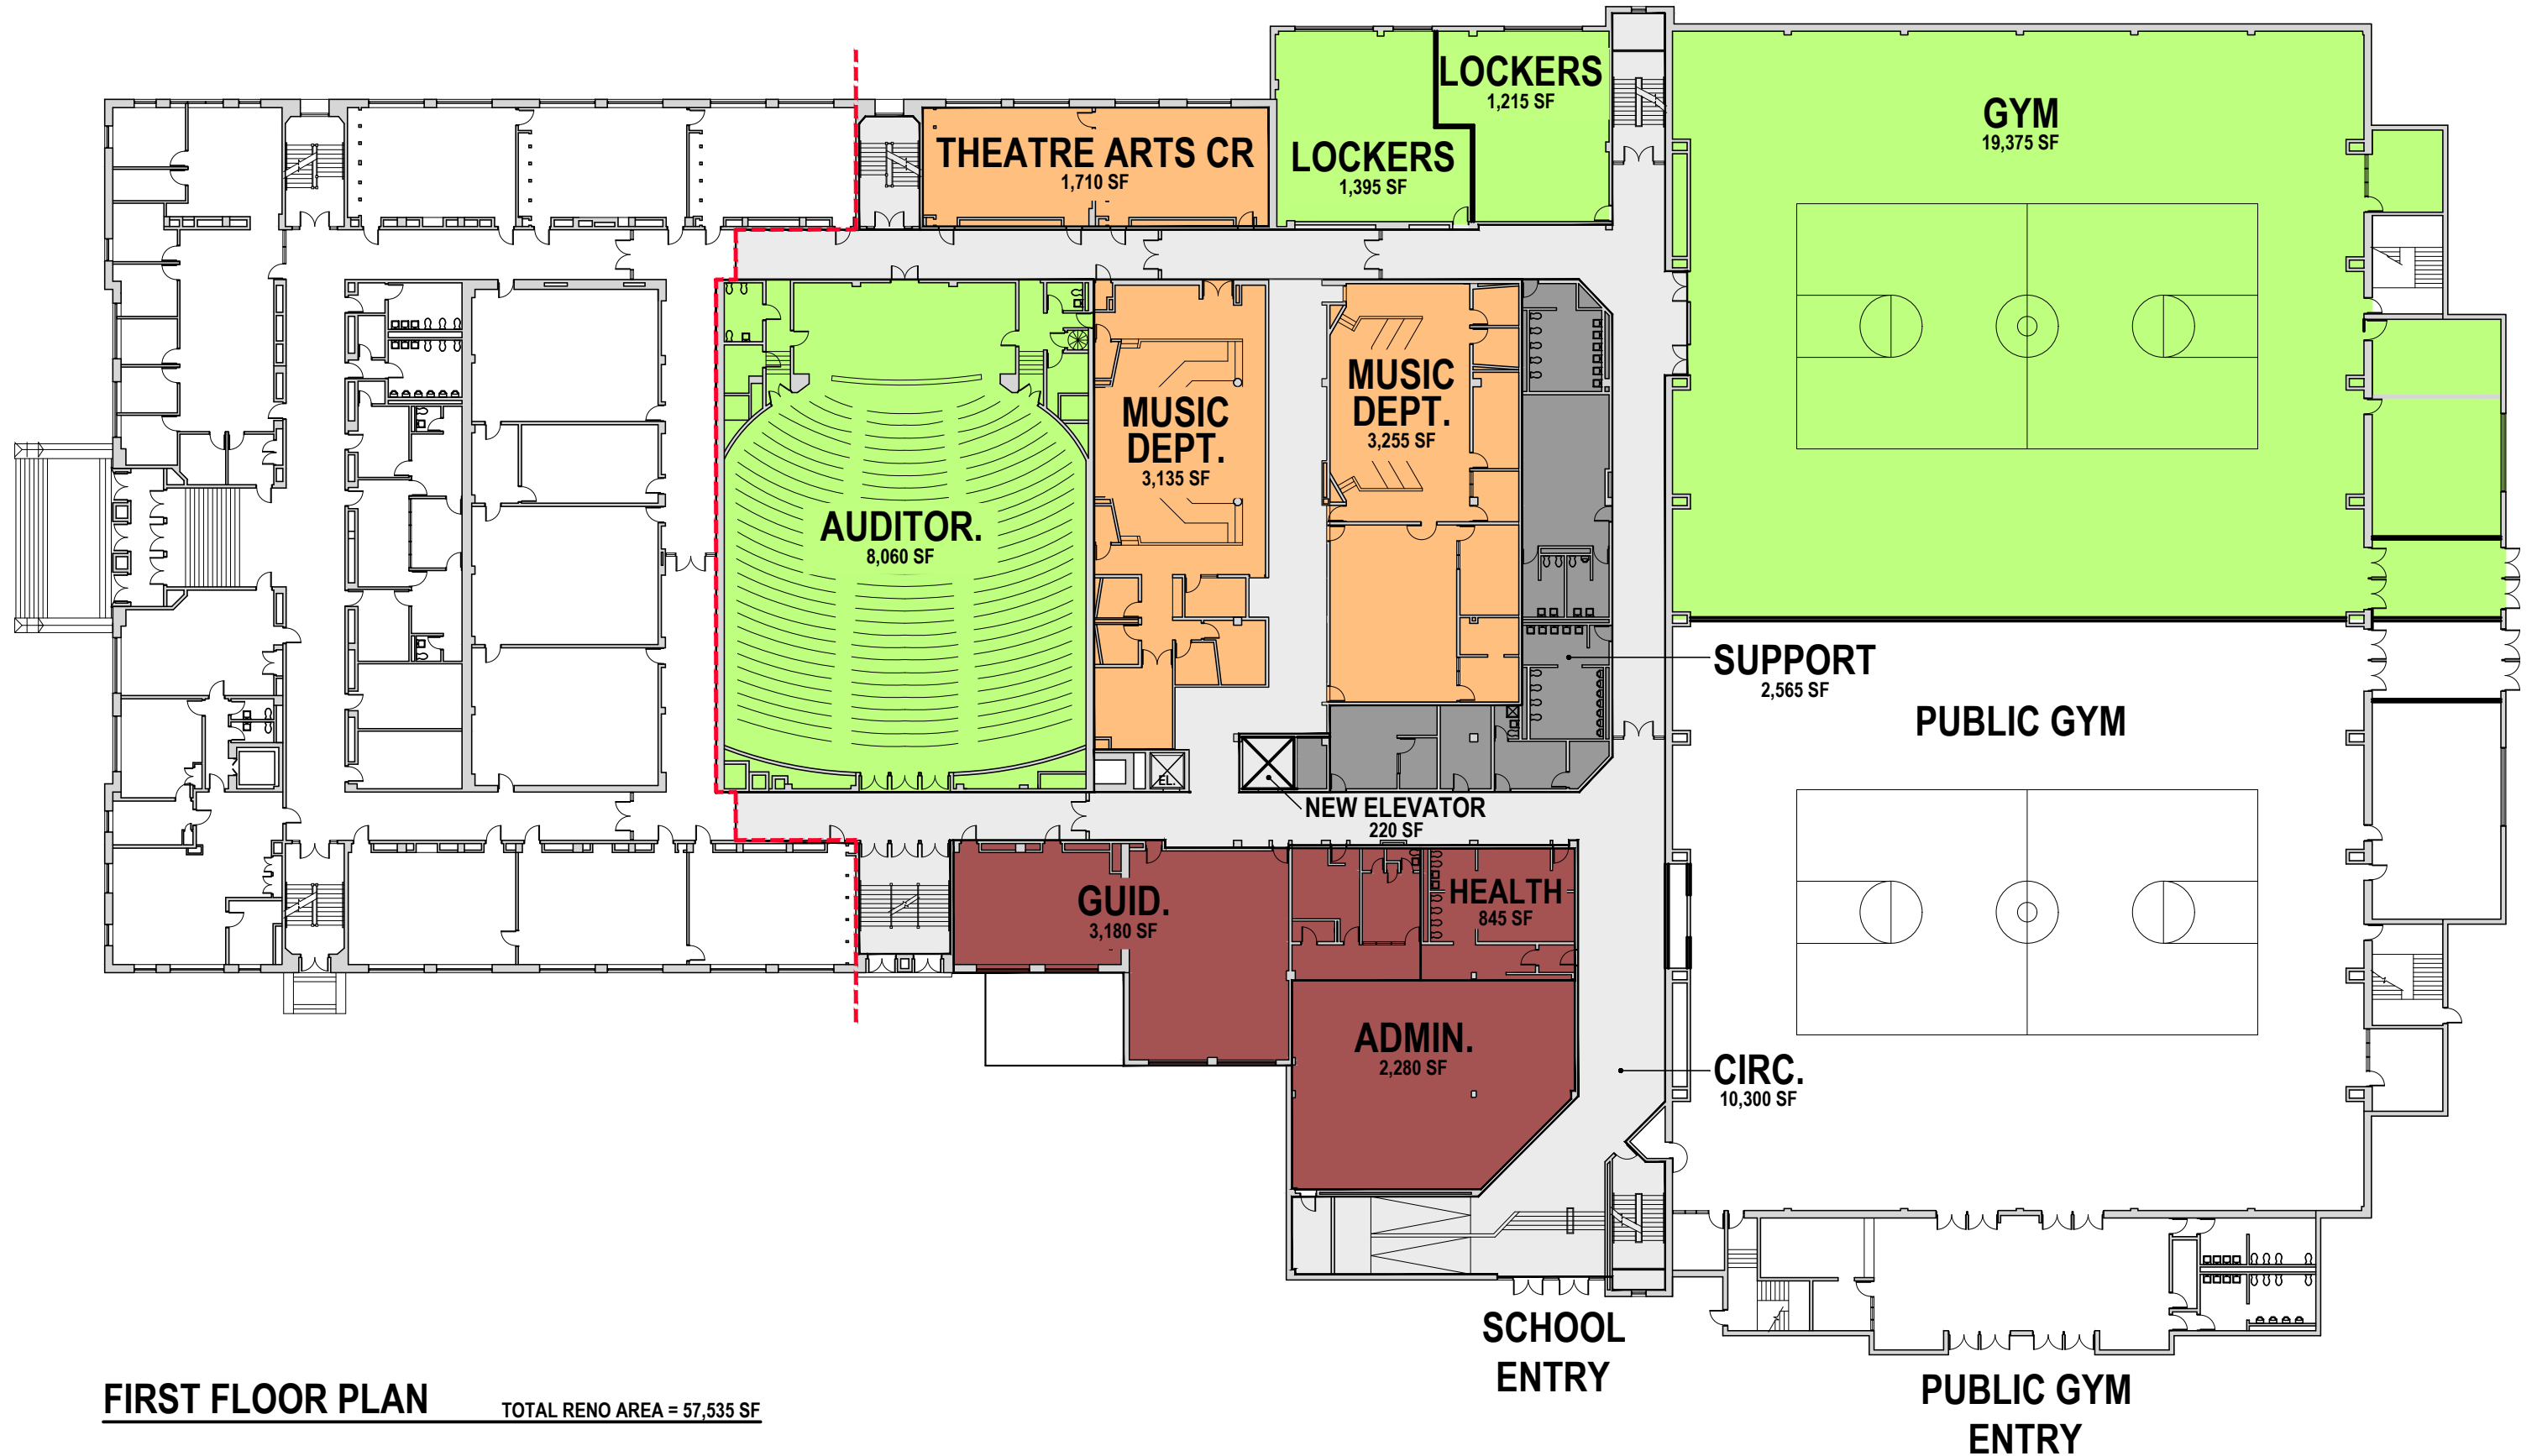 LOCKERS
1,215 SF
GYM
19,375 SF
THEATRE ARTS CR
1,710 SF
LOCKERS
1,395 SF
MUSIC
DEPT.
3,255 SF
MUSIC
DEPT.
3,135 SF
AUDITOR.
8,060 SF
SUPPORT
2,565 SF
PUBLIC GYM
EL.
NEW ELEVATOR
220 SF
GUID.
3,180 SF
HEALTH
845 SF
ADMIN.
2,280 SF
CIRC.
10,300 SF
SCHOOL
ENTRY
PUBLIC GYM
ENTRY
FIRST FLOOR PLAN
TOTAL RENO AREA = 57,535 SF